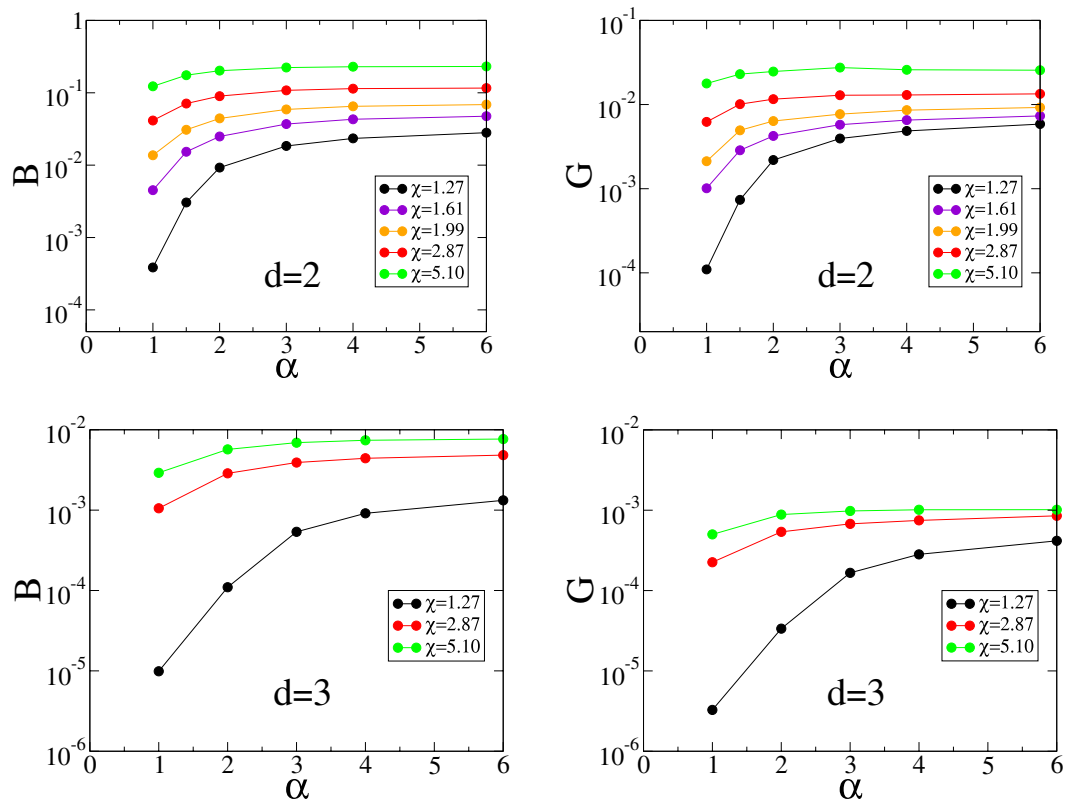 1
10⁻¹
10⁻²
10⁻³
10⁻⁴
B
0 1 2 3 4 5 6
α
d=2
χ=1.27
χ=1.61
χ=1.99
χ=2.87
χ=5.10
10⁻¹
10⁻²
10⁻³
10⁻⁴
G
0 1 2 3 4 5 6
α
d=2
χ=1.27
χ=1.61
χ=1.99
χ=2.87
χ=5.10
10⁻²
10⁻³
10⁻⁴
10⁻⁵
10⁻⁶
B
0 1 2 3 4 5 6
α
d=3
χ=1.27
χ=2.87
χ=5.10
10⁻²
10⁻³
10⁻⁴
10⁻⁵
10⁻⁶
G
0 1 2 3 4 5 6
α
d=3
χ=1.27
χ=2.87
χ=5.10